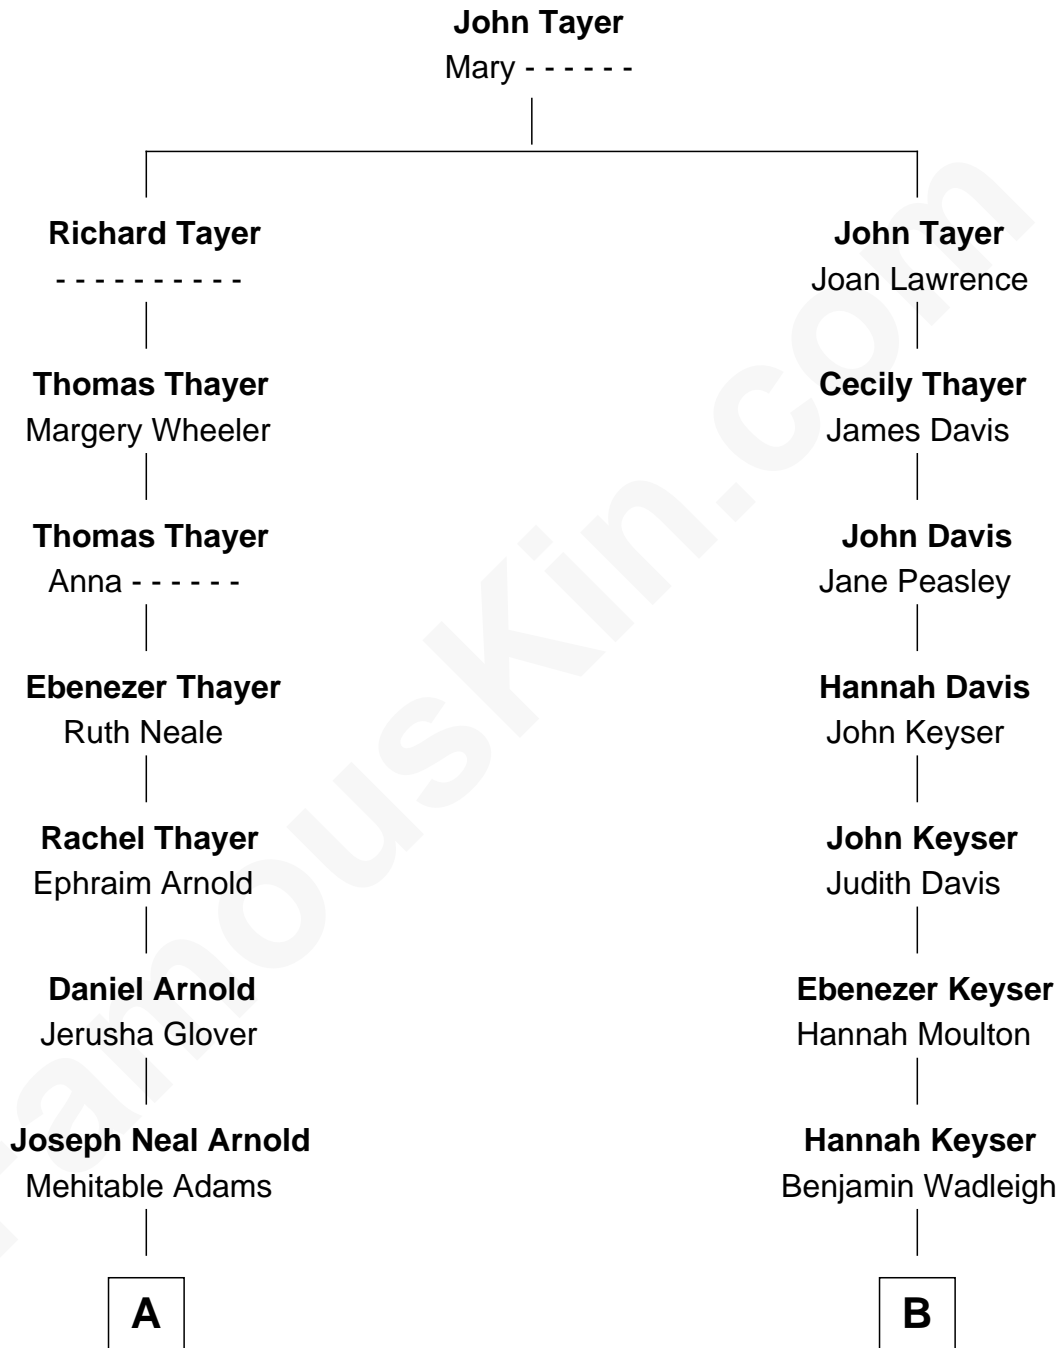 John Tayer
Mary - - - - - -
Richard Tayer
- - - - - - - - - -
John Tayer
Joan Lawrence
Thomas Thayer
Margery Wheeler
Cecily Thayer
James Davis
Thomas Thayer
Anna - - - - - -
John Davis
Jane Peasley
Ebenezer Thayer
Ruth Neale
Hannah Davis
John Keyser
Rachel Thayer
Ephraim Arnold
John Keyser
Judith Davis
Daniel Arnold
Jerusha Glover
Ebenezer Keyser
Hannah Moulton
Joseph Neal Arnold
Mehitable Adams
Hannah Keyser
Benjamin Wadleigh
A
B
FamousKin.com